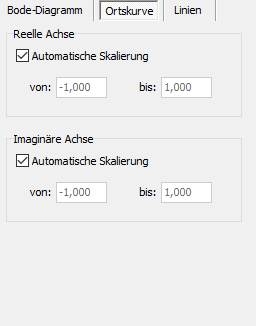 Bode-Diagramm Ortskurve Linien
Reelle Achse
Automatische Skalierung
von: -1,000 bis: 1,000
Imaginäre Achse
Automatische Skalierung
von: -1,000 bis: 1,000